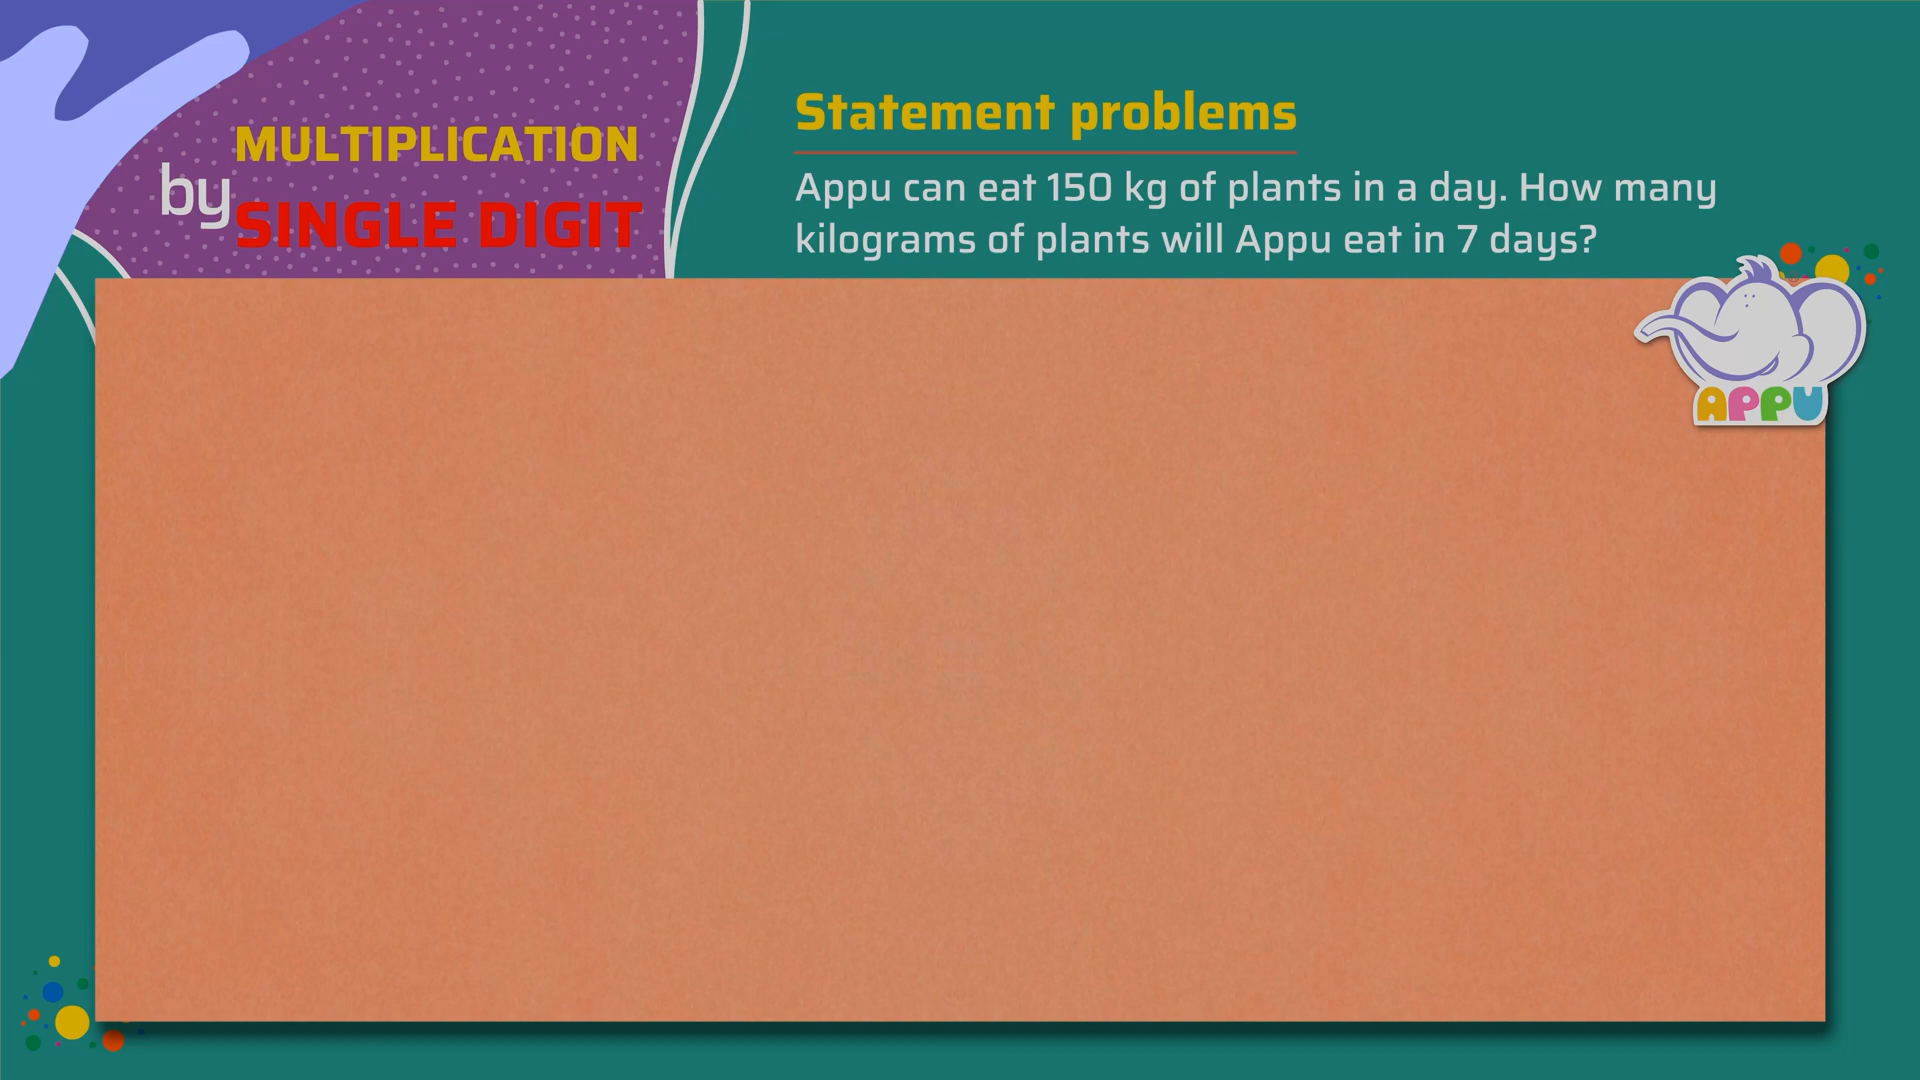 MULTIPLICATION
by SINGLE DIGIT
Statement problems
Appu can eat 150 kg of plants in a day. How many
kilograms of plants will Appu eat in 7 days?
APPU